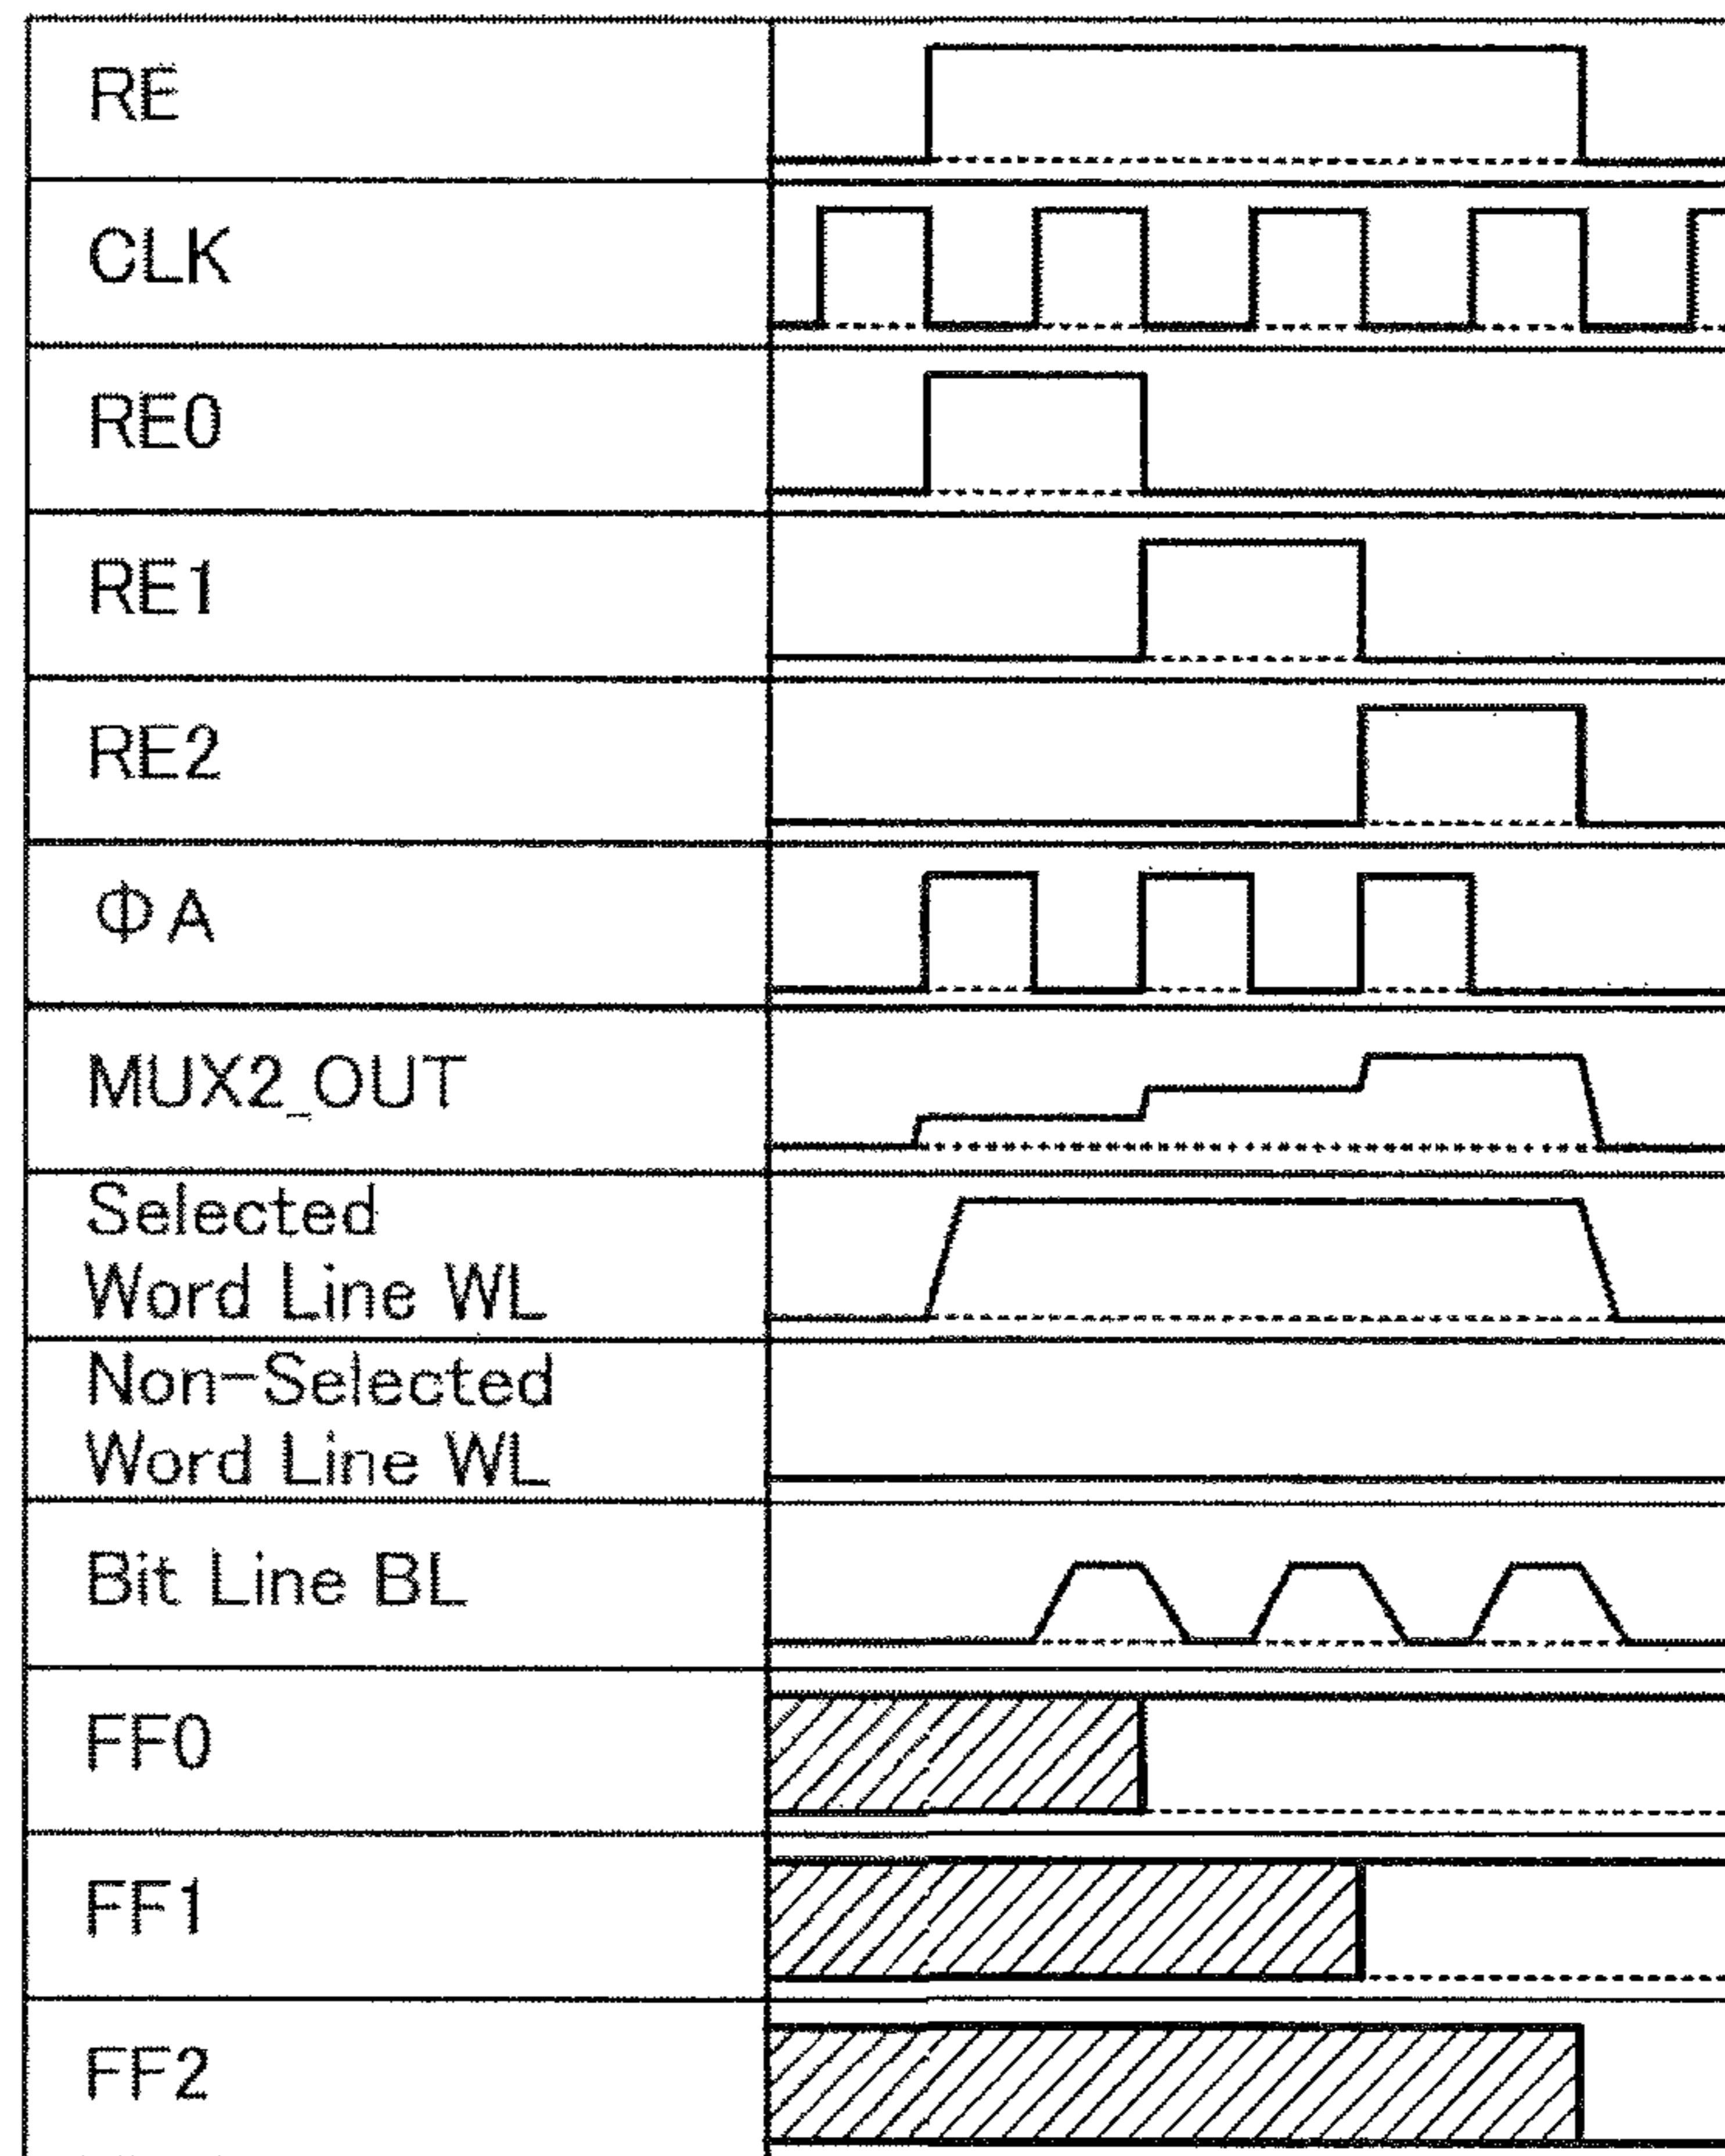 RE
CLK
RE0
RE1
RE2
ΦA
MUX2_OUT
Selected
Word Line WL
Non-Selected
Word Line WL
Bit Line BL
FF0
FF1
FF2